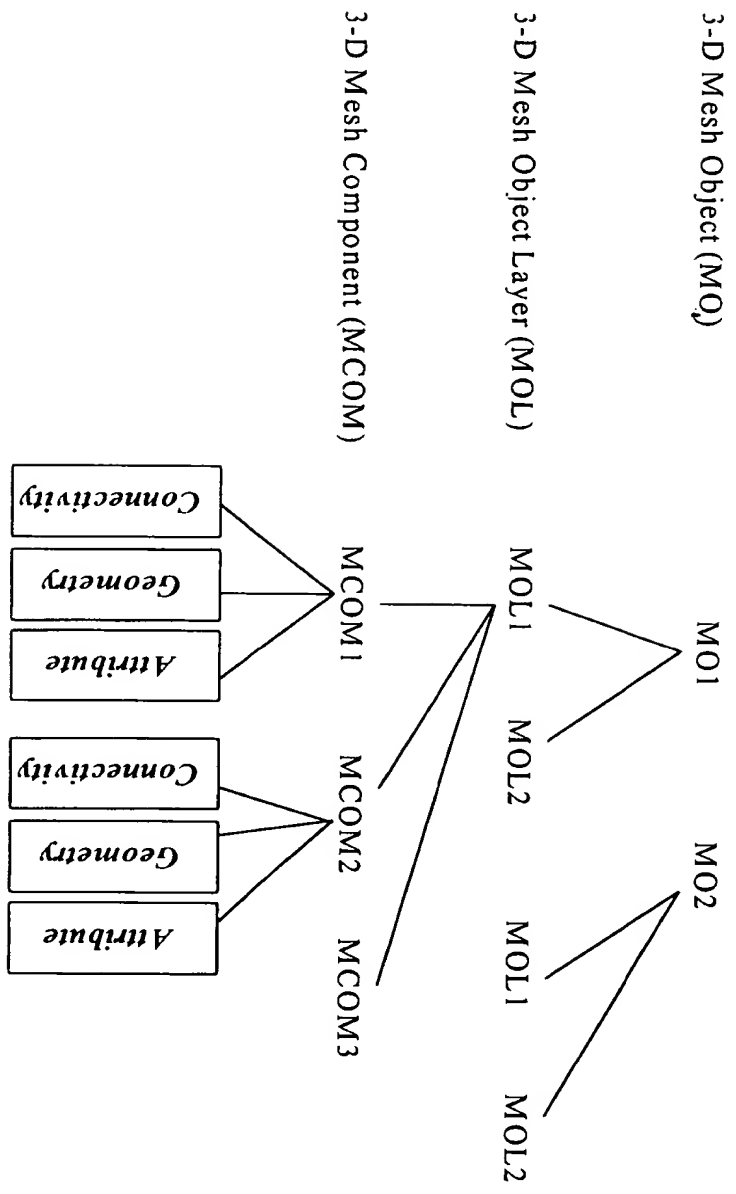 3-D Mesh Object (MO)
MO1
MO2
3-D Mesh Object Layer (MOL)
MOL1
MOL2
MOL1
MOL2
3-D Mesh Component (MCOM)
MCOM1
MCOM2
MCOM3
Connectivity
Geometry
Attribute
Connectivity
Geometry
Attribute